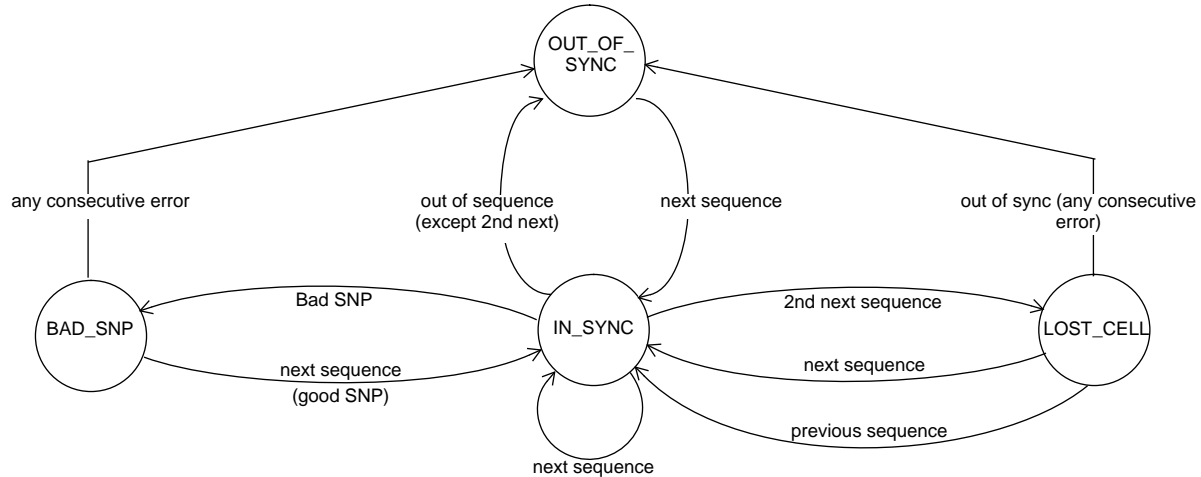 OUT_OF_
SYNC
any consecutive error
out of sequence
(except 2nd next)
next sequence
out of sync (any consecutive
error)
Bad SNP
2nd next sequence
BAD_SNP
IN_SYNC
LOST_CELL
next sequence
(good SNP)
next sequence
previous sequence
next sequence